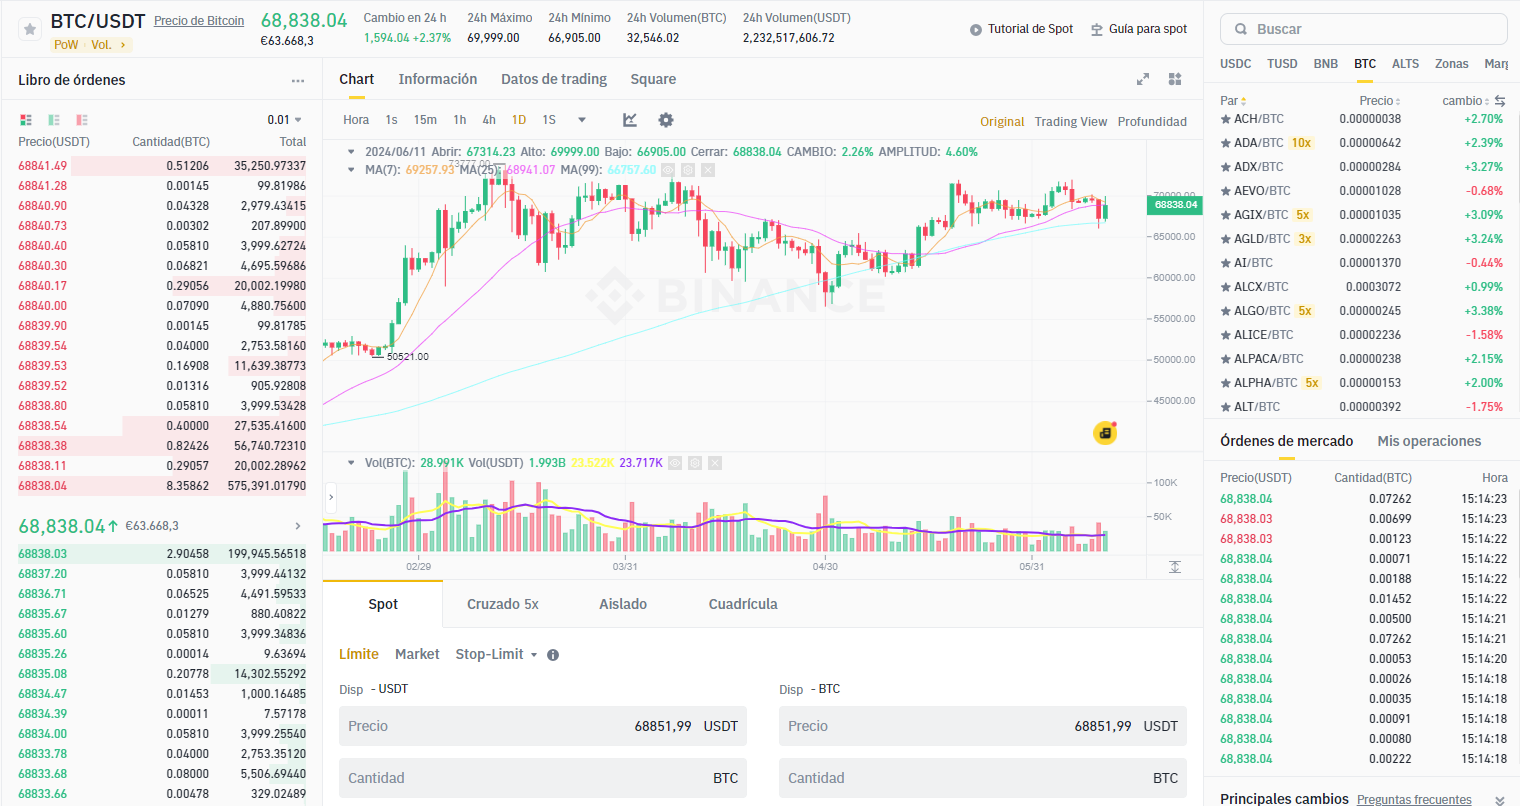 BTC/USDT Precio de Bitcoin
PoW · Vol.
68,838.04
€63.668,3
Cambio en 24 h
1,594.04 +2.37%
24h Máximo
69,999.00
24h Mínimo
66,905.00
24h Volumen(BTC)
32,546.02
24h Volumen(USDT)
2,232,517,606.72
Tutorial de Spot
Guía para spot
Libro de órdenes
0.01
Precio(USDT) Cantidad(BTC) Total
68841.49 0.51206 35,250.97337
68841.28 0.00145 99.81986
68840.90 0.04328 2,979.43415
68840.73 0.00302 207.89900
68840.40 0.05810 3,999.62724
68840.30 0.06821 4,695.59686
68840.17 0.29056 20,002.19980
68840.00 0.07090 4,880.75600
68839.90 0.00145 99.81785
68839.54 0.04000 2,753.58160
68839.53 0.16908 11,639.38773
68839.52 0.01316 905.92808
68838.80 0.05810 3,999.53428
68838.54 0.40000 27,535.41600
68838.38 0.82426 56,740.72310
68838.11 0.29057 20,002.28962
68838.04 8.35862 575,391.01790
68,838.04 €63.668,3
68838.03 2.90458 199,945.56518
68837.20 0.05810 3,999.44132
68836.71 0.06525 4,491.59533
68835.67 0.01279 880.40822
68835.60 0.05810 3,999.34836
68835.26 0.00014 9.63694
68835.08 0.20778 14,302.55292
68834.47 0.01453 1,000.16485
68834.39 0.00011 7.57178
68834.00 0.05810 3,999.25540
68833.78 0.04000 2,753.35120
68833.68 0.08000 5,506.69440
68833.66 0.00478 329.02489
Chart Información Datos de trading Square
Hora 1s 15m 1h 4h 1D 1S
Original Trading View Profundidad
2024/06/11 Abrir: 67314.23 Alto: 69999.00 Bajo: 66905.00 Cerrar: 68838.04 CAMBIO: 2.26% AMPLITUD: 4.60%
MA(7): 69257.93 MA(25): 68941.07 MA(99): 66757.60
73777.00
70000.00
68838.04
65000.00
60000.00
BINANCE
55000.00
50521.00
50000.00
45000.00
Vol(BTC): 28.991K Vol(USDT) 1.993B 23.522K 23.717K
100K
50K
02/29 03/31 04/30 05/31
Spot Cruzado 5x Aislado Cuadrícula
Límite Market Stop-Limit
Disp - USDT
Precio 68851,99 USDT
Cantidad BTC
Disp - BTC
Precio 68851,99 USDT
Cantidad BTC
Buscar
USDC TUSD BNB BTC ALTS Zonas Marg
Par Precio cambio
ACH/BTC 0.00000038 +2.70%
ADA/BTC 10x 0.00000642 +2.39%
ADX/BTC 0.00000284 +3.27%
AEVO/BTC 0.00001028 -0.68%
AGIX/BTC 5x 0.00001035 +3.09%
AGLD/BTC 3x 0.00002263 +3.24%
AI/BTC 0.00001370 -0.44%
ALCX/BTC 0.0003072 +0.99%
ALGO/BTC 5x 0.00000245 +3.38%
ALICE/BTC 0.00002236 -1.58%
ALPACA/BTC 0.00000238 +2.15%
ALPHA/BTC 5x 0.00000153 +2.00%
ALT/BTC 0.00000392 -1.75%
Órdenes de mercado Mis operaciones
Precio(USDT) Cantidad(BTC) Hora
68,838.04 0.07262 15:14:23
68,838.03 0.00699 15:14:23
68,838.03 0.00123 15:14:22
68,838.04 0.00071 15:14:22
68,838.04 0.00188 15:14:22
68,838.04 0.01452 15:14:22
68,838.04 0.00500 15:14:21
68,838.04 0.07262 15:14:21
68,838.04 0.00053 15:14:20
68,838.04 0.00026 15:14:18
68,838.04 0.00035 15:14:18
68,838.04 0.00091 15:14:18
68,838.04 0.00080 15:14:18
68,838.04 0.00222 15:14:18
Principales cambios Preguntas frecuentes